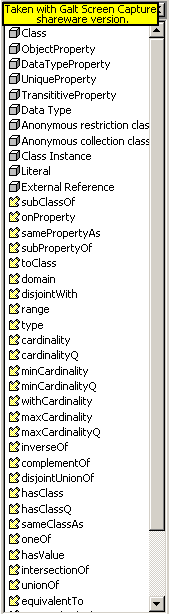 Taken with Galt Screen Capture
shareware version.
Class
ObjectProperty
DataTypeProperty
UniqueProperty
TransititiveProperty
Data Type
Anonymous restriction clas
Anonymous collection class
Class Instance
Literal
External Reference
subClassOf
onProperty
samePropertyAs
subPropertyOf
toClass
domain
disjointWith
range
type
cardinality
cardinalityQ
minCardinality
minCardinalityQ
withCardinality
maxCardinality
maxCardinalityQ
inverseOf
complementOf
disjointUnionOf
hasClass
hasClassQ
sameClassAs
oneOf
hasValue
intersectionOf
unionOf
equivalentTo